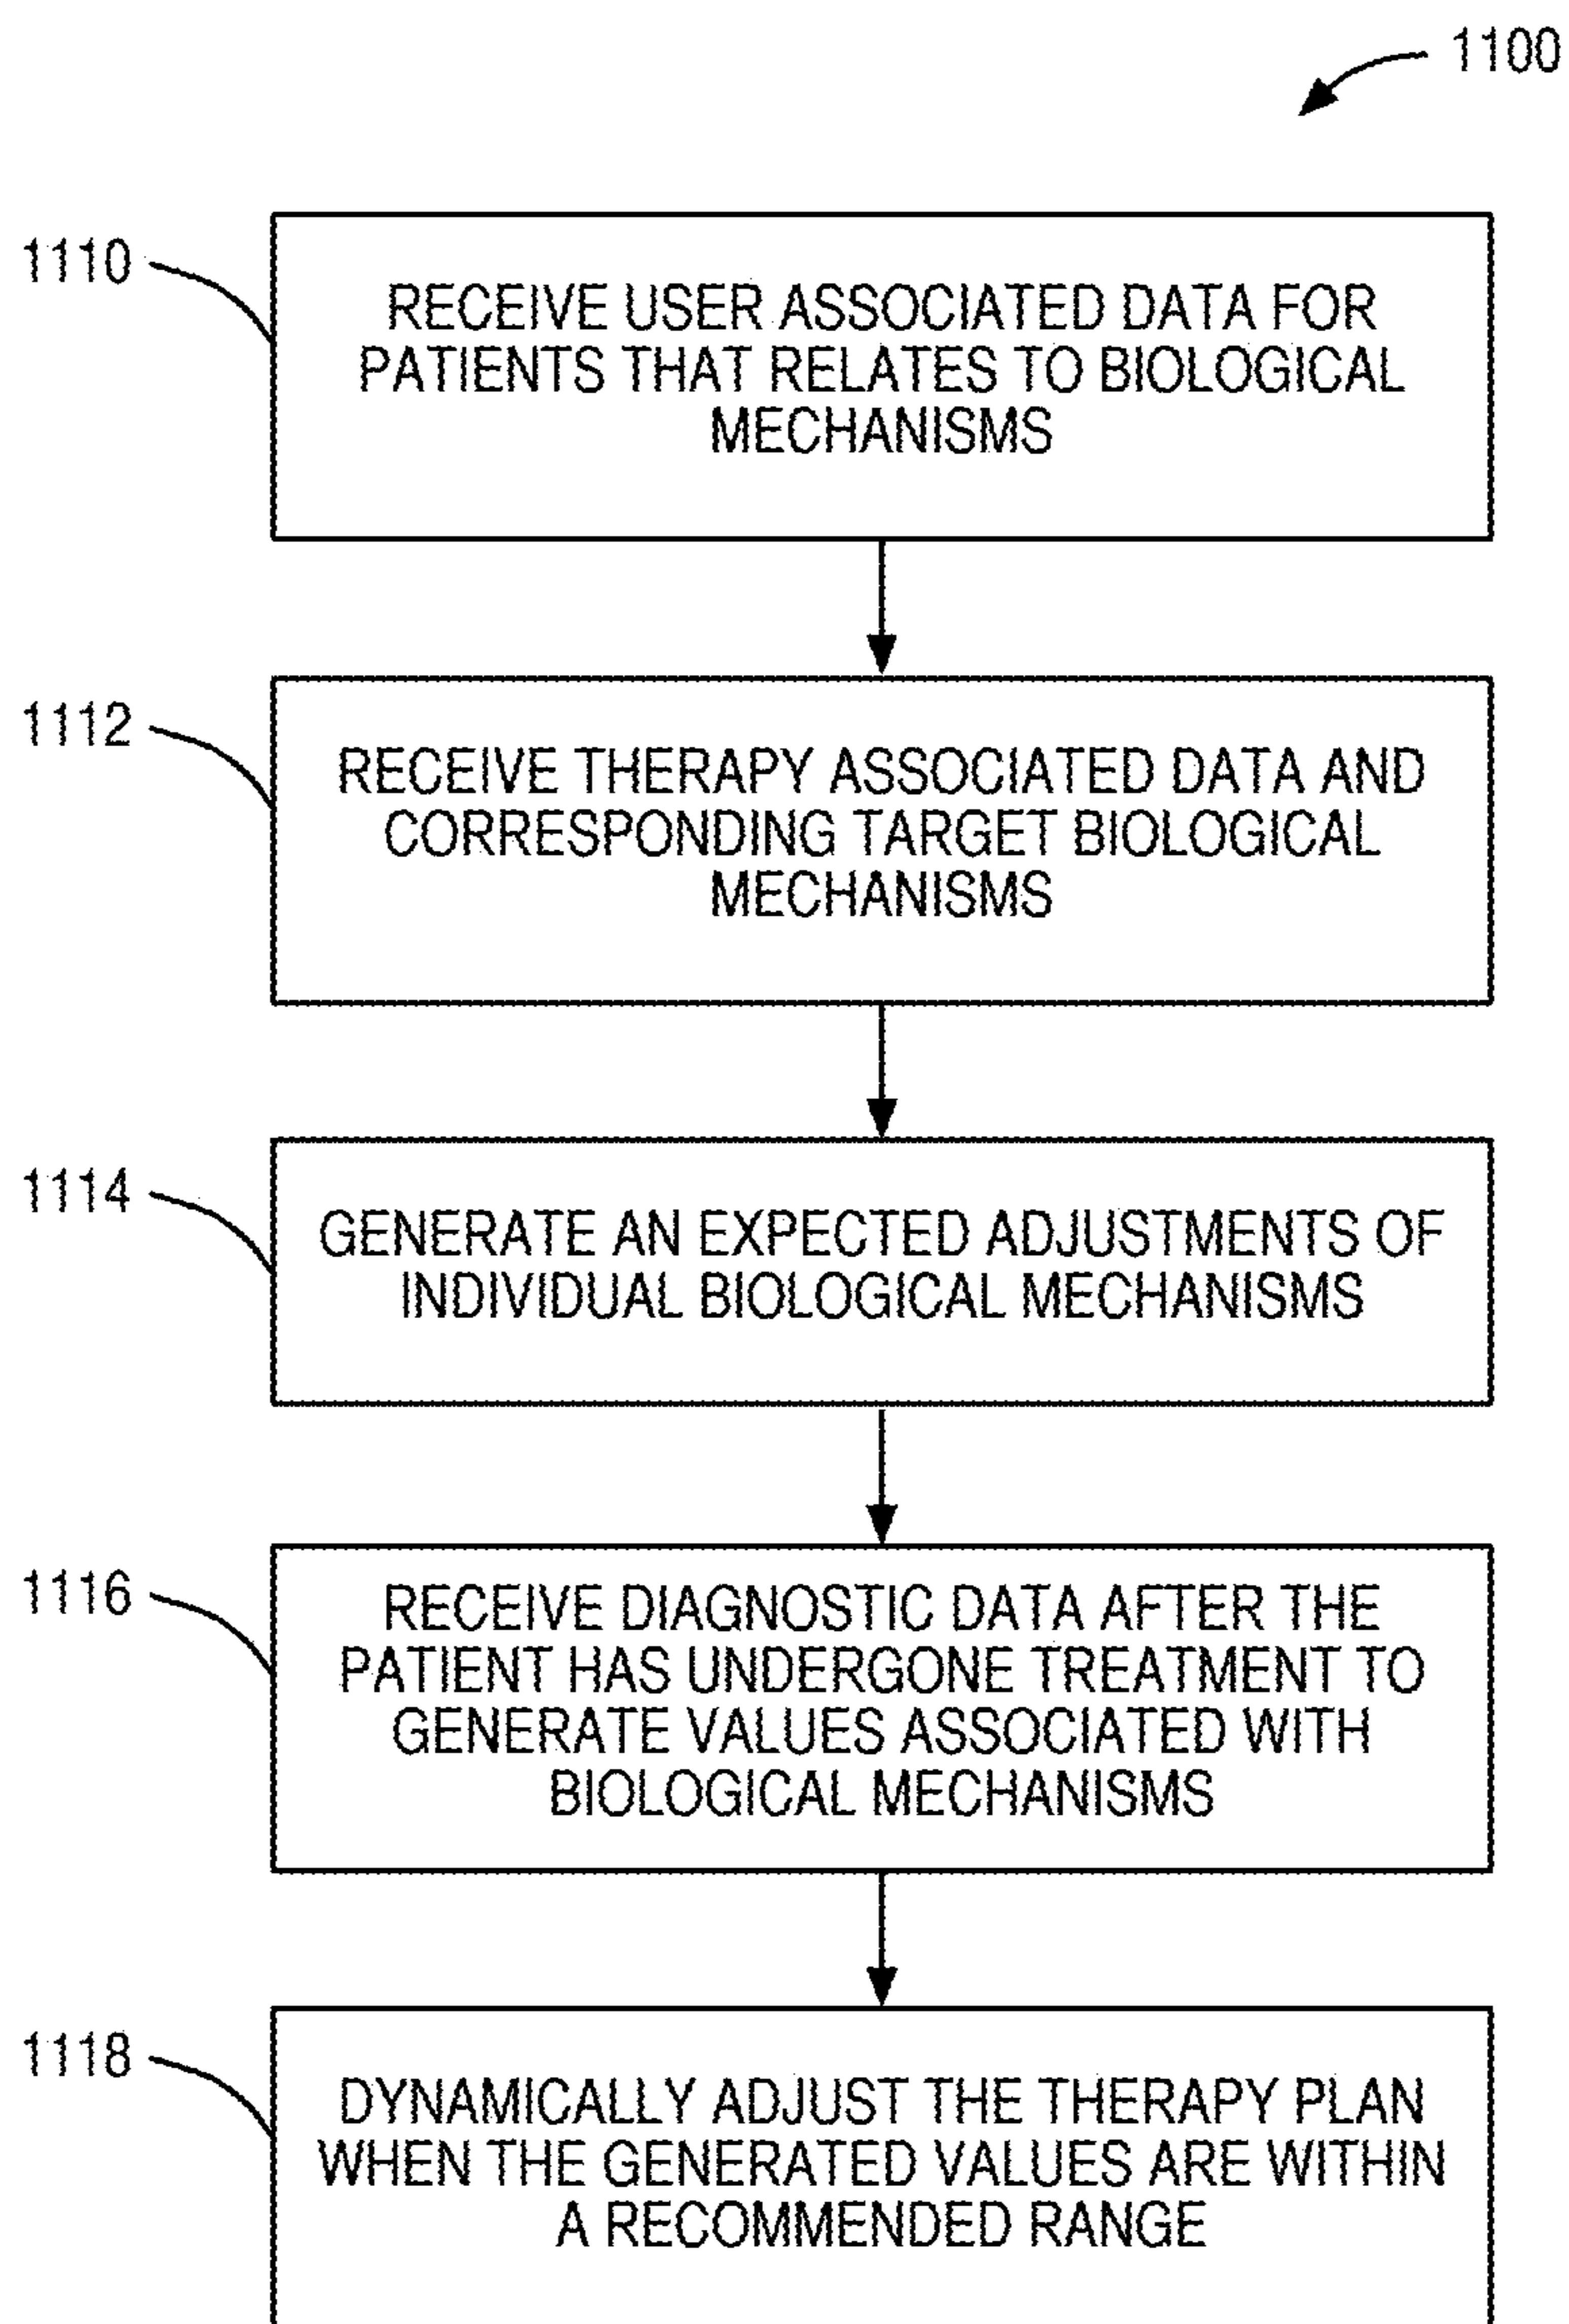 1100
1110
RECEIVE USER ASSOCIATED DATA FOR
PATIENTS THAT RELATES TO BIOLOGICAL
MECHANISMS
1112
RECEIVE THERAPY ASSOCIATED DATA AND
CORRESPONDING TARGET BIOLOGICAL
MECHANISMS
1114
GENERATE AN EXPECTED ADJUSTMENTS OF
INDIVIDUAL BIOLOGICAL MECHANISMS
1116
RECEIVE DIAGNOSTIC DATA AFTER THE
PATIENT HAS UNDERGONE TREATMENT TO
GENERATE VALUES ASSOCIATED WITH
BIOLOGICAL MECHANISMS
1118
DYNAMICALLY ADJUST THE THERAPY PLAN
WHEN THE GENERATED VALUES ARE WITHIN
A RECOMMENDED RANGE